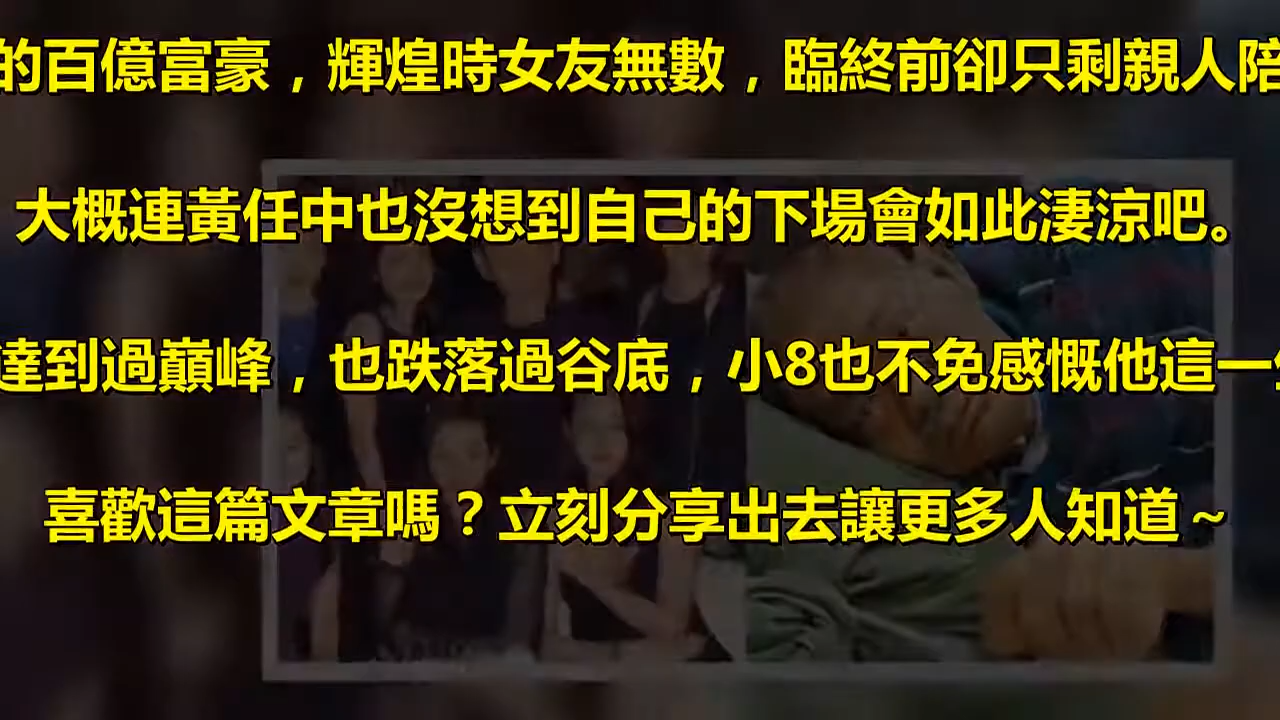 的百億富豪，輝煌時女友無數，臨終前卻只剩親人陪
大概連黃任中也沒想到自己的下場會如此淒涼吧。
達到過巔峰，也跌落過谷底，小8也不免感慨他這一
喜歡這篇文章嗎？立刻分享出去讓更多人知道～